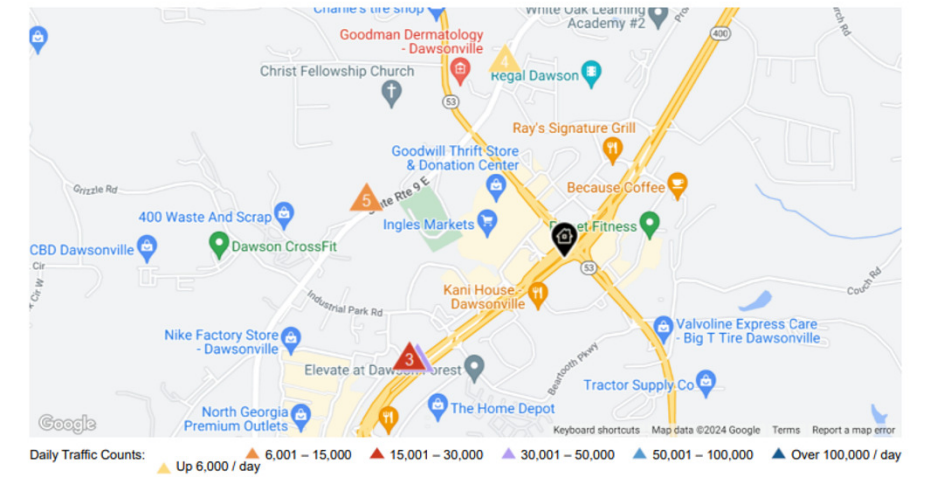 Charlie's tire shop
White Oak Learning
Academy #2
400
Goodman Dermatology
- Dawsonville
4
Regal Dawson
Christ Fellowship Church
53
Ray's Signature Grill
Goodwill Thrift Store
& Donation Center
Because Coffee
Grizzle Rd
5
Rte 9 E
400 Waste And Scrap
Ingles Markets
Fitness
Dawson CrossFit
CBD Dawsonville
Cir
Cir W
53
Couch Rd
Kani House -
Dawsonville
Industrial Park Rd
Nike Factory Store
- Dawsonville
Valvoline Express Care
- Big T Tire Dawsonville
3
Elevate at Dawson Forest
Beartooth Pkwy
Tractor Supply Co
North Georgia
Premium Outlets
The Home Depot
Google
Keyboard shortcuts Map data ©2024 Google Terms Report a map error
Daily Traffic Counts: Up 6,000 / day 6,001 – 15,000 15,001 – 30,000 30,001 – 50,000 50,001 – 100,000 Over 100,000 / day